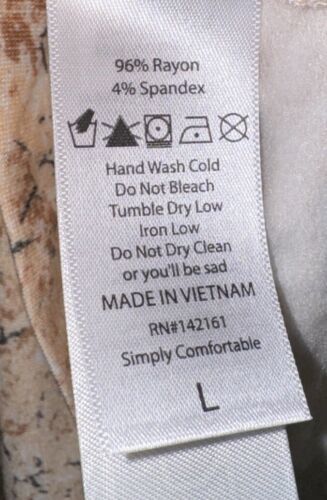 96% Rayon
4% Spandex
Hand Wash Cold
Do Not Bleach
Tumble Dry Low
Iron Low
Do Not Dry Clean
or you'll be sad
MADE IN VIETNAM
RN#142161
Simply Comfortable
L